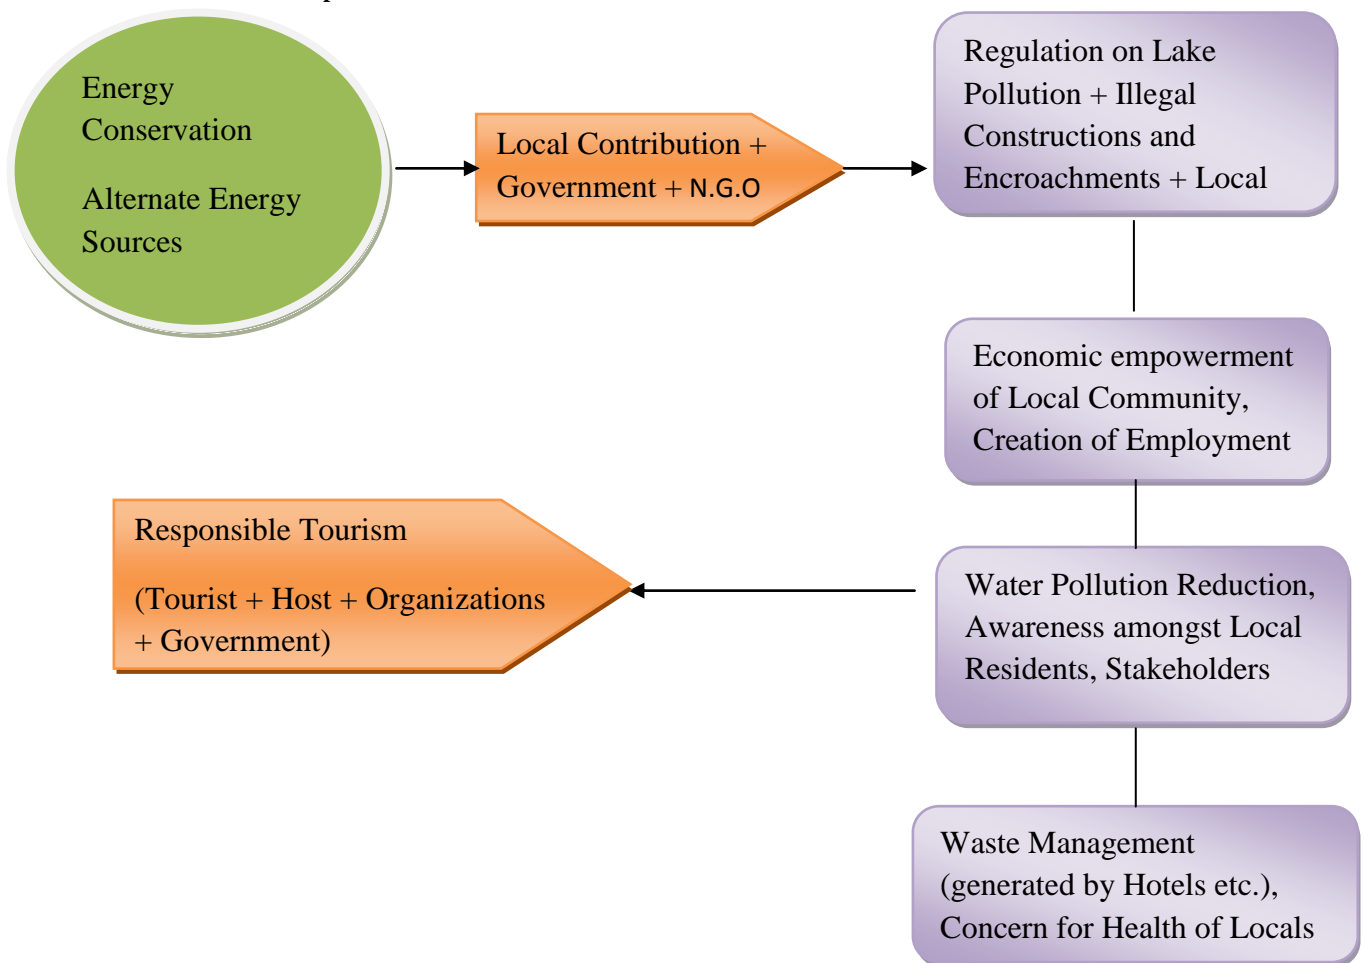 Energy
Conservation
Alternate Energy
Sources
Local Contribution +
Government + N.G.O
Regulation on Lake
Pollution + Illegal
Constructions and
Encroachments + Local
Economic empowerment
of Local Community,
Creation of Employment
Responsible Tourism
(Tourist + Host + Organizations
+ Government)
Water Pollution Reduction,
Awareness amongst Local
Residents, Stakeholders
Waste Management
(generated by Hotels etc.),
Concern for Health of Locals